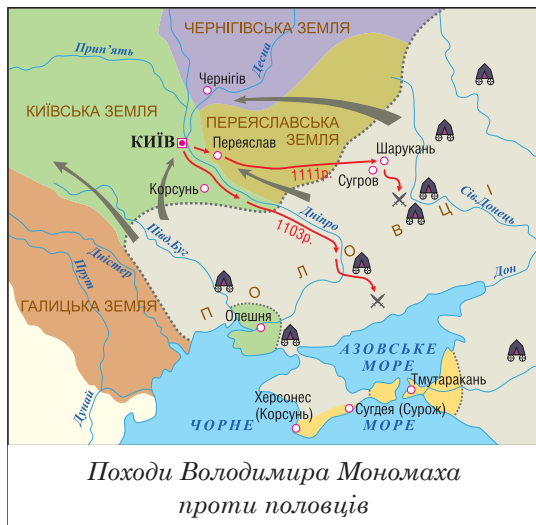 ЧЕРНІГІВСЬКА ЗЕМЛЯ
Прип’ять
Десна
Чернігів
КИЇВСЬКА ЗЕМЛЯ
ПЕРЕЯСЛАВСЬКА
ЗЕМЛЯ
КИЇВ
Переяслав
Шарукань
1111р.
Сугров
Корсунь
Сів. Донець
Дніпро
1103р.
Півд. Буг
ПОЛОВЦІ
Дністер
Прут
Дон
ГАЛИЦЬКА ЗЕМЛЯ
Олешня
АЗОВСЬКЕ
МОРЕ
Тмутаракань
Дунай
Херсонес
(Корсунь)
Сугдея (Сурож)
ЧОРНЕ
МОРЕ
Походи Володимира Мономаха
проти половців